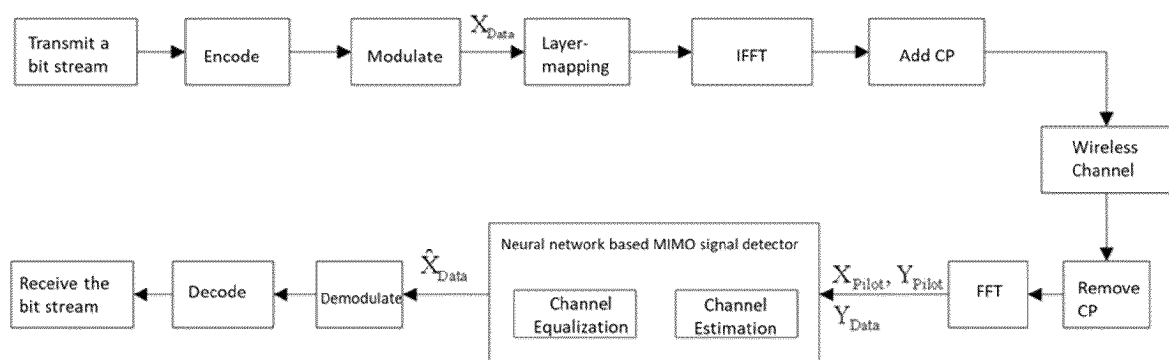 Transmit a
bit stream
Encode
Modulate
X_Data
Layer-
mapping
IFFT
Add CP
Wireless
Channel
Remove
CP
FFT
X_Pilot, Y_Pilot
Y_Data
Neural network based MIMO signal detector
Channel
Estimation
Channel
Equalization
X̂_Data
Demodulate
Decode
Receive the
bit stream